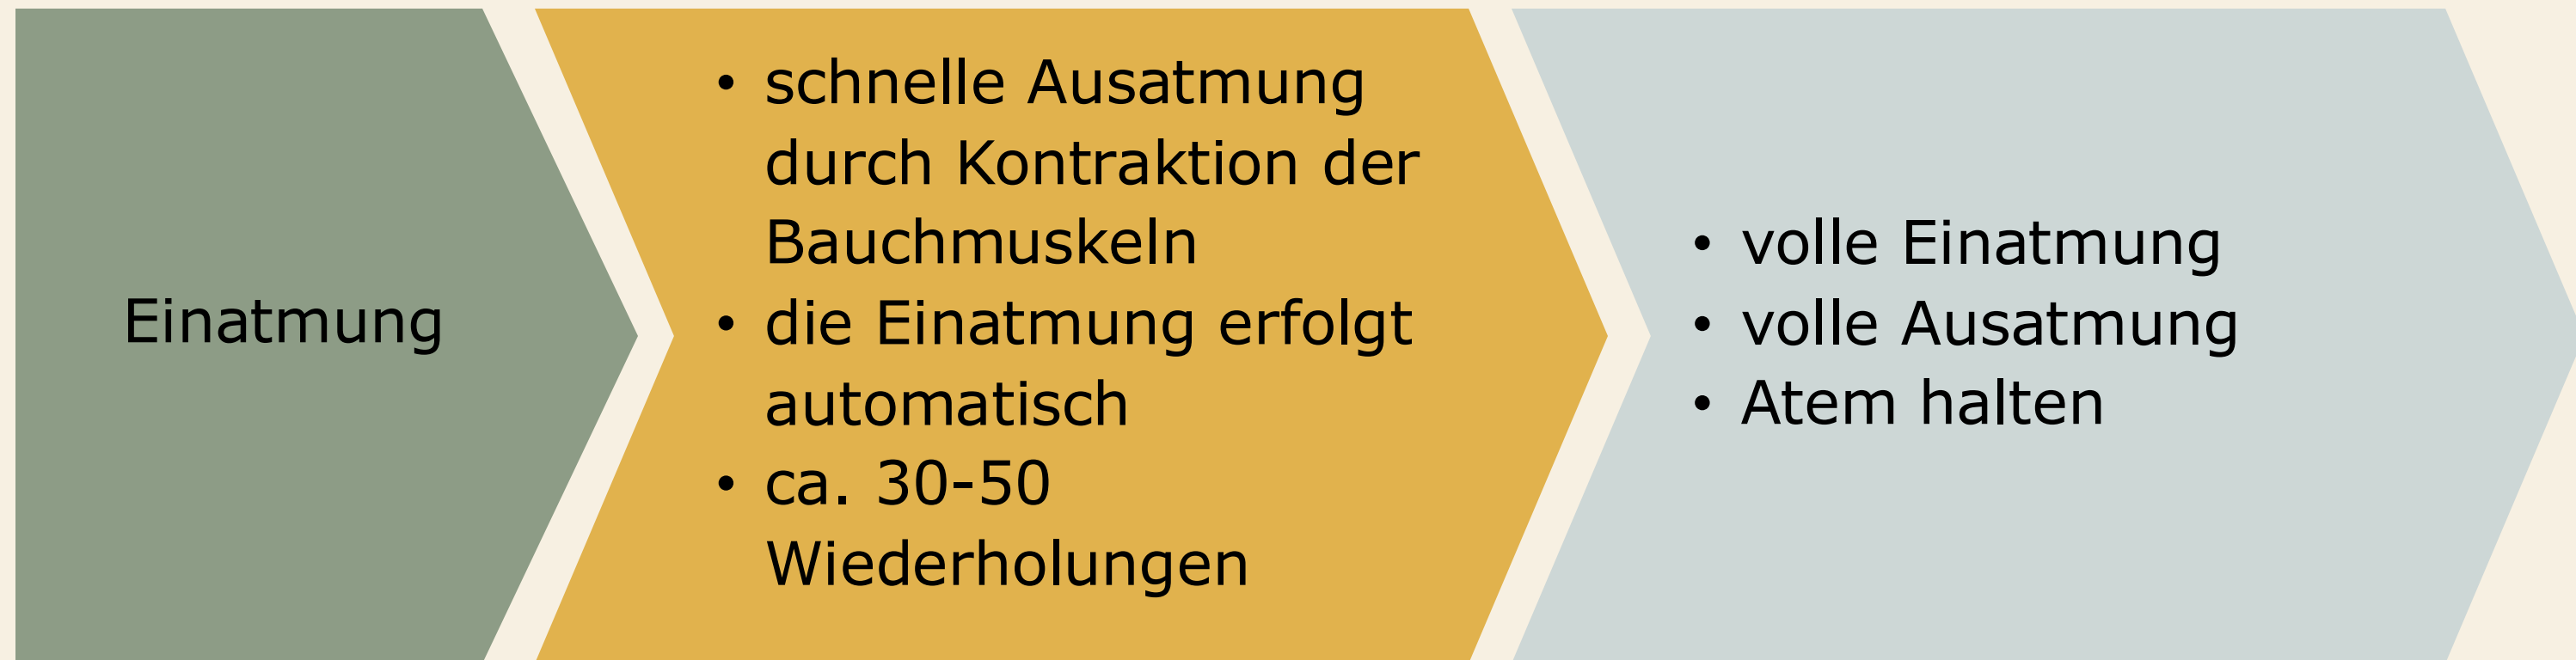 Einatmung
• schnelle Ausatmung
durch Kontraktion der
Bauchmuskeln
• die Einatmung erfolgt
automatisch
• ca. 30-50
Wiederholungen
• volle Einatmung
• volle Ausatmung
• Atem halten